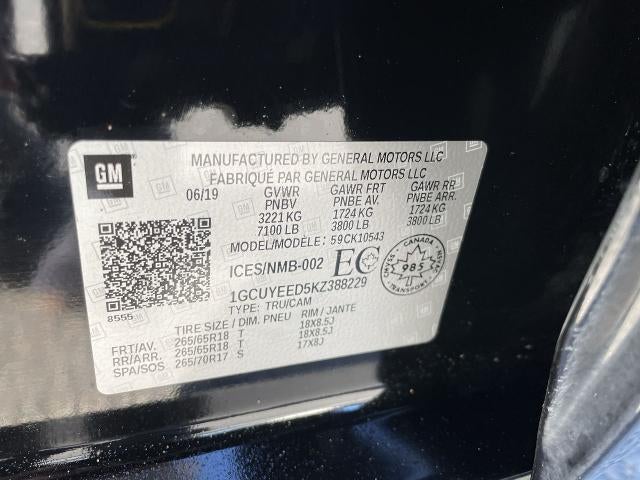 GM
MANUFACTURED BY GENERAL MOTORS LLC
FABRIQUÉ PAR GENERAL MOTORS LLC
06/19 GVWR GAWR FRT GAWR RR
PNBV PNBE AV. PNBE ARR.
3221 KG 1724 KG 1724 KG
7100 LB 3800 LB 3800 LB
MODEL/MODÈLE: 59CK10543
ICES/NMB-002 EC
CANADA
985
1GCUYEED5KZ388229
8555
TYPE: TRU/CAM
TIRE SIZE / DIM. PNEU RIM / JANTE
FRT/AV. 265/65R18 T 18X8.5J
RR/ARR. 265/65R18 T 18X8.5J
SPA/SOS 265/70R17 S 17X8J